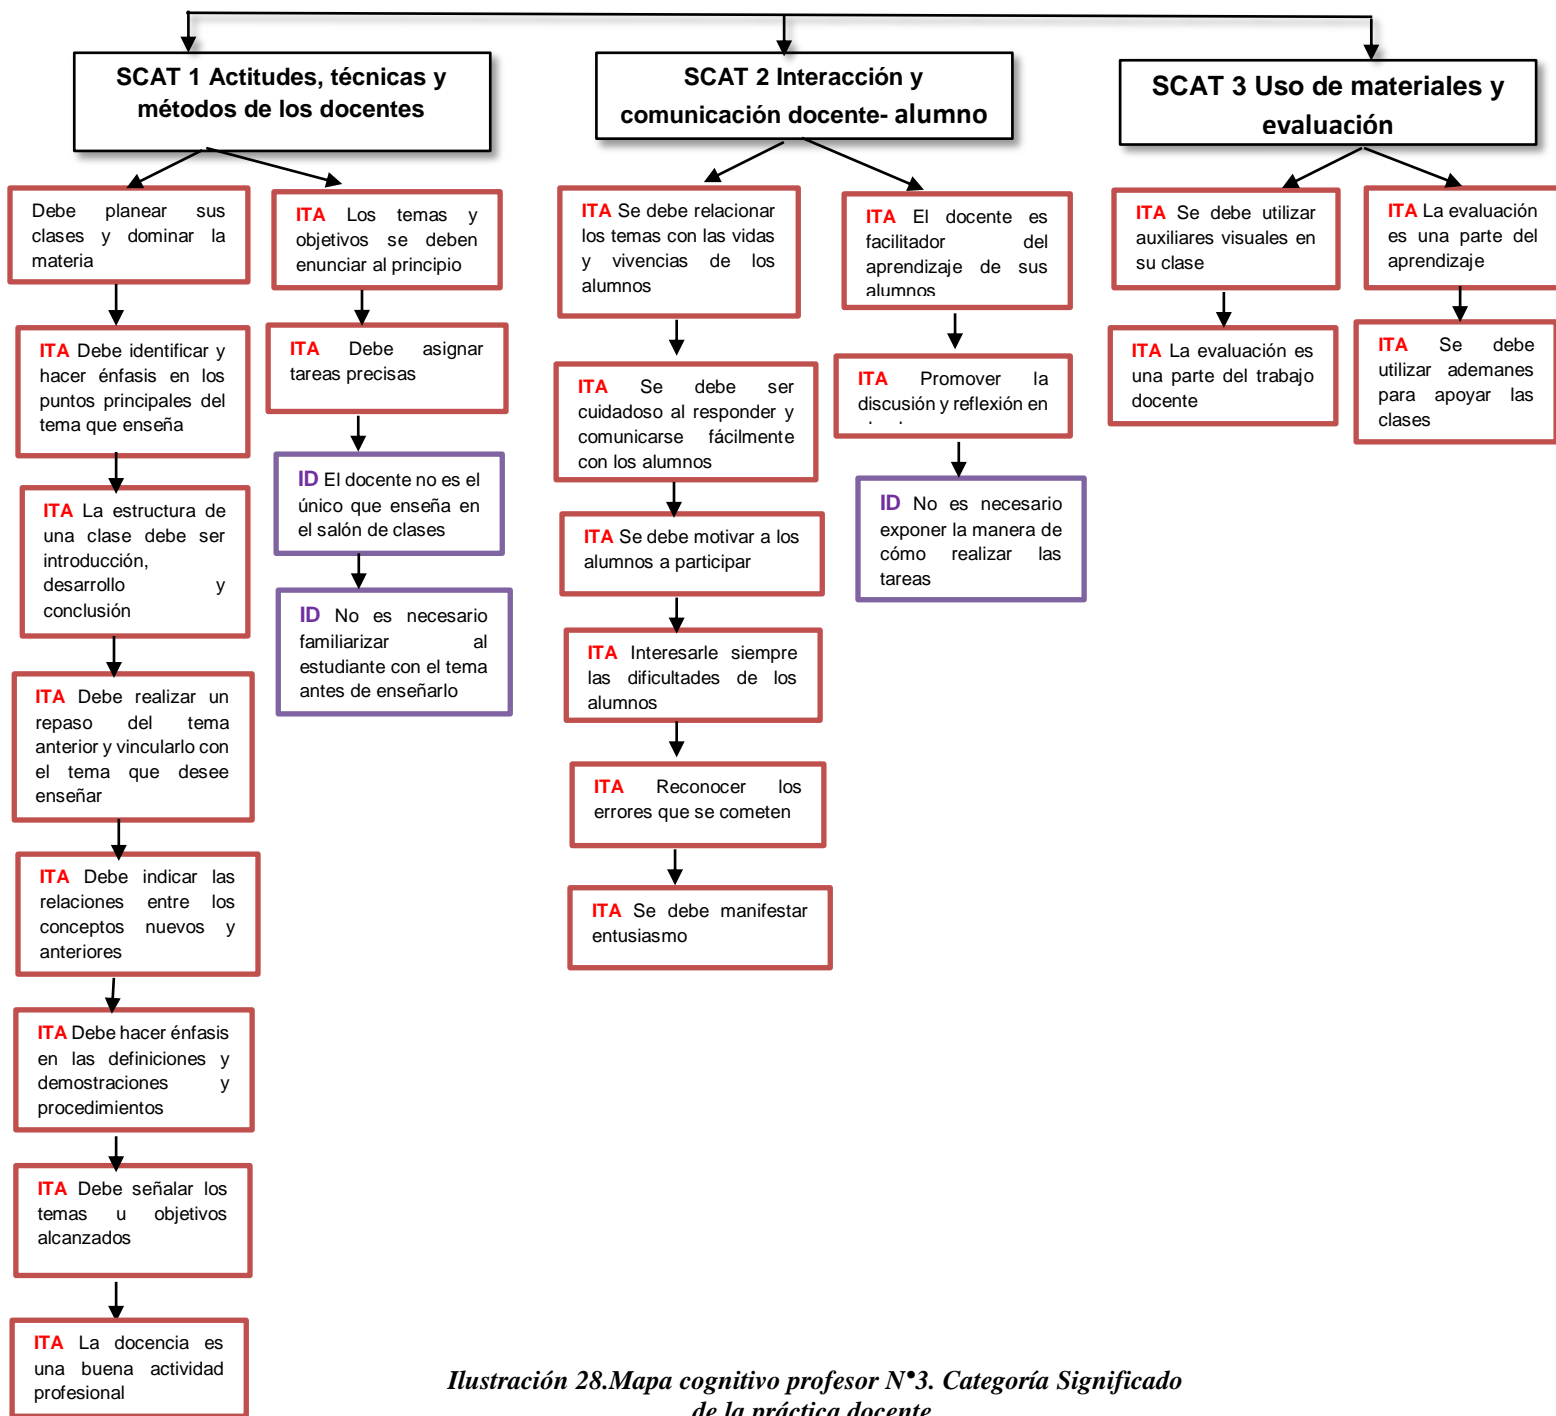 SCAT 1 Actitudes, técnicas y
métodos de los docentes
SCAT 2 Interacción y
comunicación docente- alumno
SCAT 3 Uso de materiales y
evaluación
Debe planear sus
clases y dominar la
materia
ITA Debe identificar y
hacer énfasis en los
puntos principales del
tema que enseña
ITA La estructura de
una clase debe ser
introducción,
desarrollo y
conclusión
ITA Debe realizar un
repaso del tema
anterior y vincularlo con
el tema que desee
enseñar
ITA Debe indicar las
relaciones entre los
conceptos nuevos y
anteriores
ITA Debe hacer énfasis
en las definiciones y
demostraciones y
procedimientos
ITA Debe señalar los
temas u objetivos
alcanzados
ITA La docencia es
una buena actividad
profesional
ITA Los temas y
objetivos se deben
enunciar al principio
ITA Debe asignar
tareas precisas
ID El docente no es el
único que enseña en
el salón de clases
ID No es necesario
familiarizar al
estudiante con el tema
antes de enseñarlo
ITA Se debe relacionar
los temas con las vidas
y vivencias de los
alumnos
ITA Se debe ser
cuidadoso al responder y
comunicarse fácilmente
con los alumnos
ITA Se debe motivar a los
alumnos a participar
ITA Interesarle siempre
las dificultades de los
alumnos
ITA Reconocer los
errores que se cometen
ITA Se debe manifestar
entusiasmo
ITA El docente es
facilitador del
aprendizaje de sus
alumnos
ITA Promover la
discusión y reflexión en
ID No es necesario
exponer la manera de
cómo realizar las
tareas
ITA Se debe utilizar
auxiliares visuales en
su clase
ITA La evaluación es
una parte del trabajo
docente
ITA La evaluación
es una parte del
aprendizaje
ITA Se debe
utilizar ademanes
para apoyar las
clases
Ilustración 28.Mapa cognitivo profesor N°3. Categoría Significado
de la práctica docente